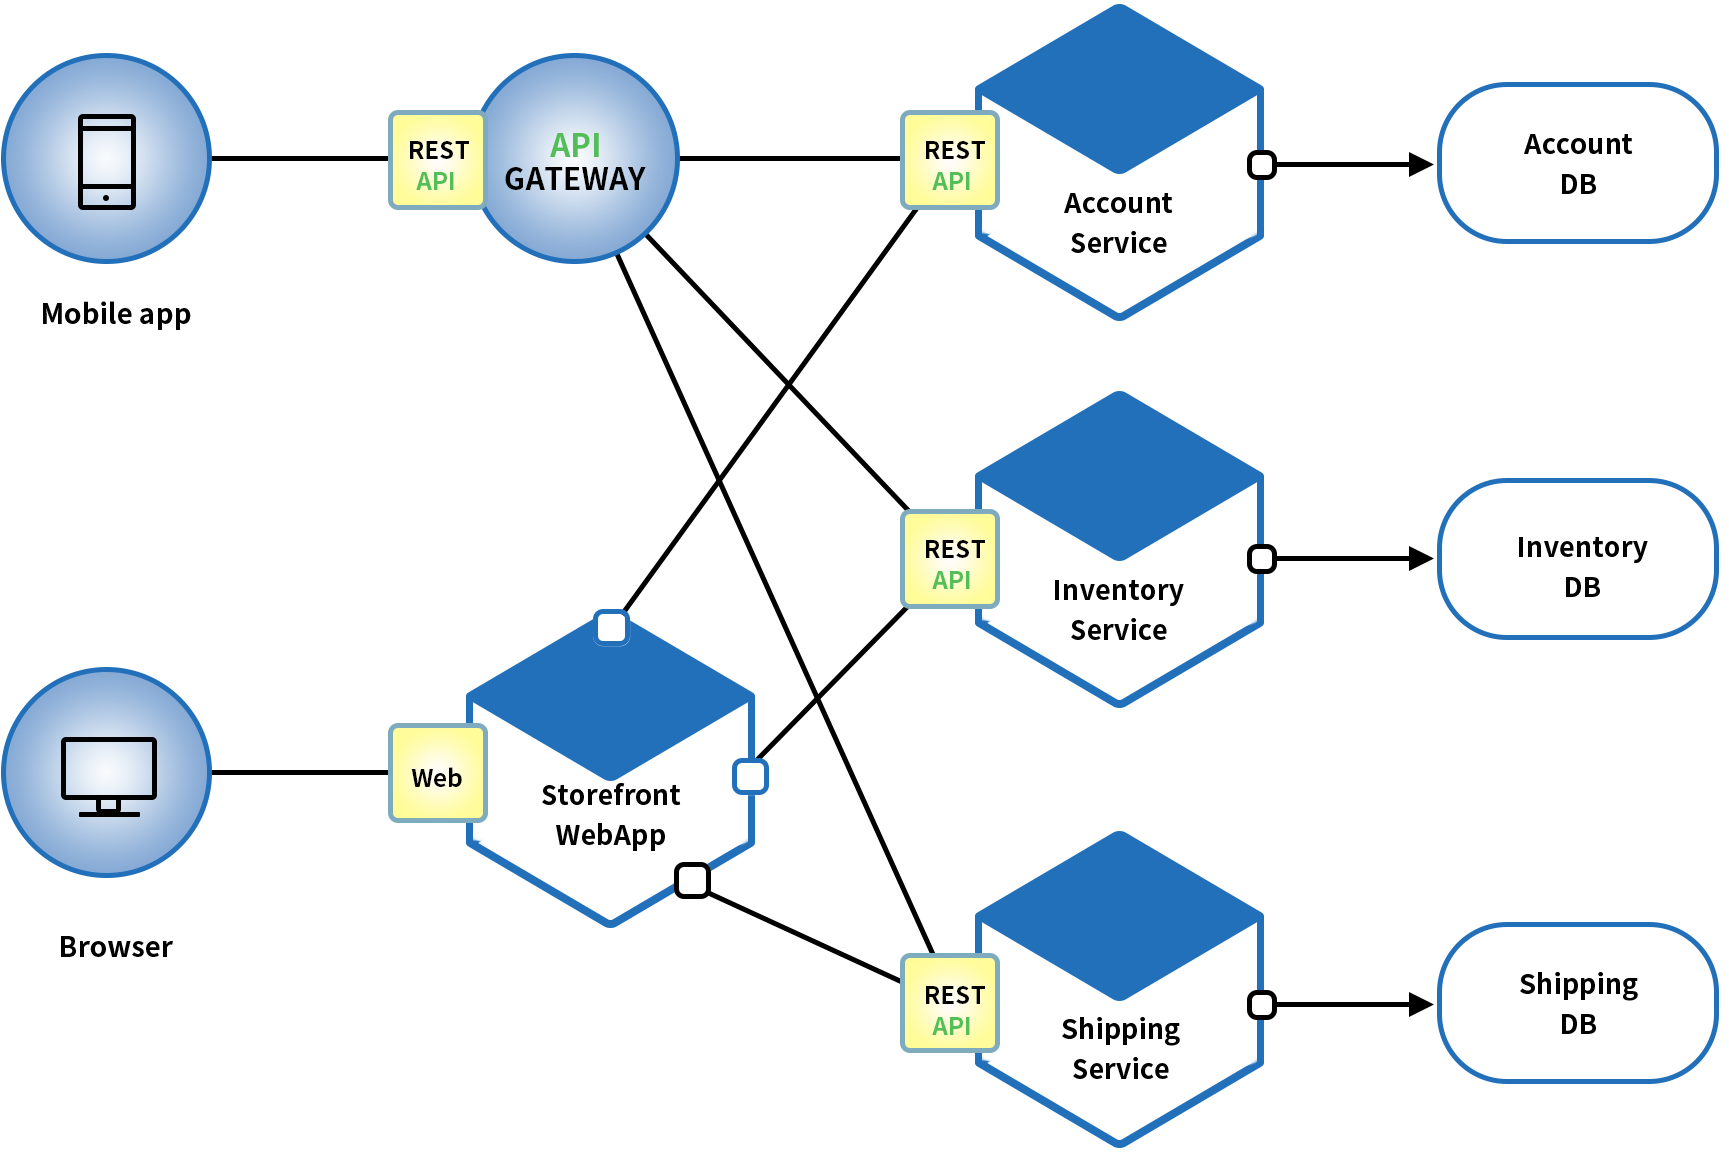 Mobile app
REST
API
API
GATEWAY
REST
API
Account
Service
Account
DB
REST
API
Inventory
Service
Inventory
DB
Browser
Web
Storefront
WebApp
REST
API
Shipping
Service
Shipping
DB